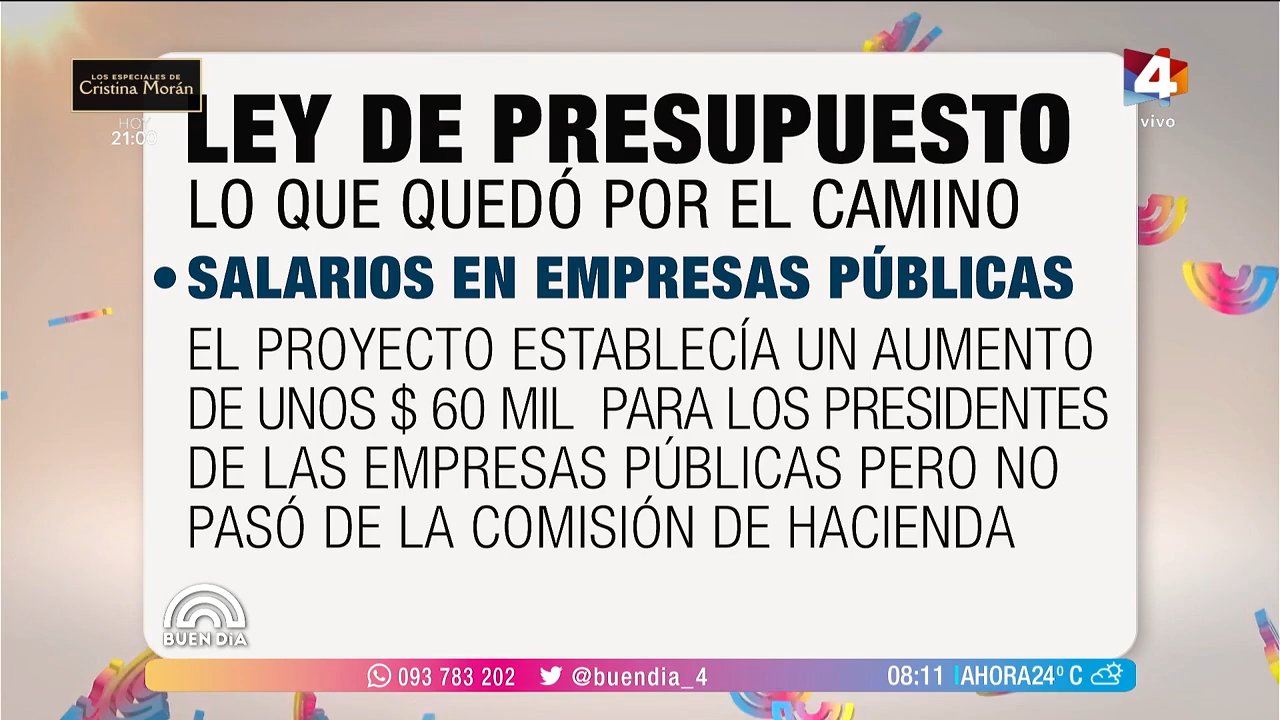 LOS ESPECIALES DE
Cristina Morán
HOY
21:00
4
vivo
LEY DE PRESUPUESTO
LO QUE QUEDÓ POR EL CAMINO
• SALARIOS EN EMPRESAS PÚBLICAS
EL PROYECTO ESTABLECÍA UN AUMENTO
DE UNOS $ 60 MIL PARA LOS PRESIDENTES
DE LAS EMPRESAS PÚBLICAS PERO NO
PASÓ DE LA COMISIÓN DE HACIENDA
BUEN DÍA
093 783 202 @buendia_4 08:11 AHORA 24º C